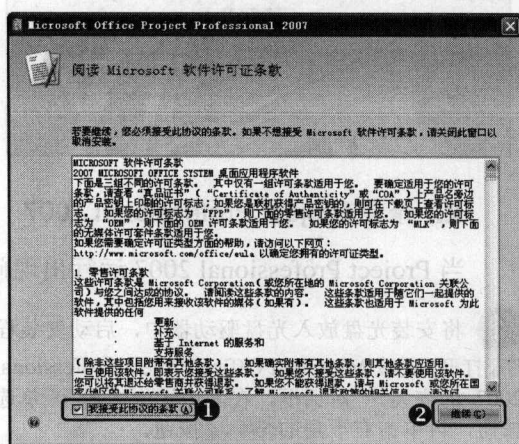 Microsoft Office Project Professional 2007
阅读 Microsoft 软件许可证条款
若要继续，您必须接受此协议的条款。如果不想接受 Microsoft 软件许可条款，请关闭此窗口以
取消安装。
MICROSOFT 软件许可条款
2007 MICROSOFT OFFICE SYSTEM 桌面应用程序软件
下面是三组不同的许可条款。 其中仅有一组许可条款适用于您。 要确定适用于您的许可
条款，请查看“真品证书”（“Certificate of Authenticity”或“COA”）上产品名旁边
的产品密钥上印刷的许可标志；如果您是联机获得产品密钥的，则可在下载页上查看许可标
志。 如果您的许可标志为“FPP”，则下面的零售许可条款适用于您。 如果您的许可标
志为“OEM”，则下面的 OEM 许可条款适用于您。 如果您的许可标志为“MLK”，则下面
的无媒体许可套件条款适用于您。
如果您需要确定许可证类型方面的帮助，请访问以下网页：
http://www.microsoft.com/office/eula 以确定您拥有的许可证类型。
1. 零售许可条款
这些许可条款是 Microsoft Corporation(或您所在地的 Microsoft Corporation 关联公
司) 与您之间达成的协议。 请阅读这些条款的内容。 这些条款适用于随它们一起提供的
软件，其中包括您用来接收该软件的媒体(如果有)。 这些条款也适用于 Microsoft 为此
软件提供的任何
· 更新、
· 补充、
· 基于 Internet 的服务和
· 支持服务
(除非这些项目附带有其他条款)。 如果确实附带有其他条款，则其他条款应适用。
一旦使用该软件，即表示您接受这些条款。 如果您不接受这些条款，请不要使用该软件。
您可以将其退还给零售商并获得退款。 如果您不能获得退款，请与 Microsoft 或您所在国
我接受此协议的条款(A) 1
2 继续(C)